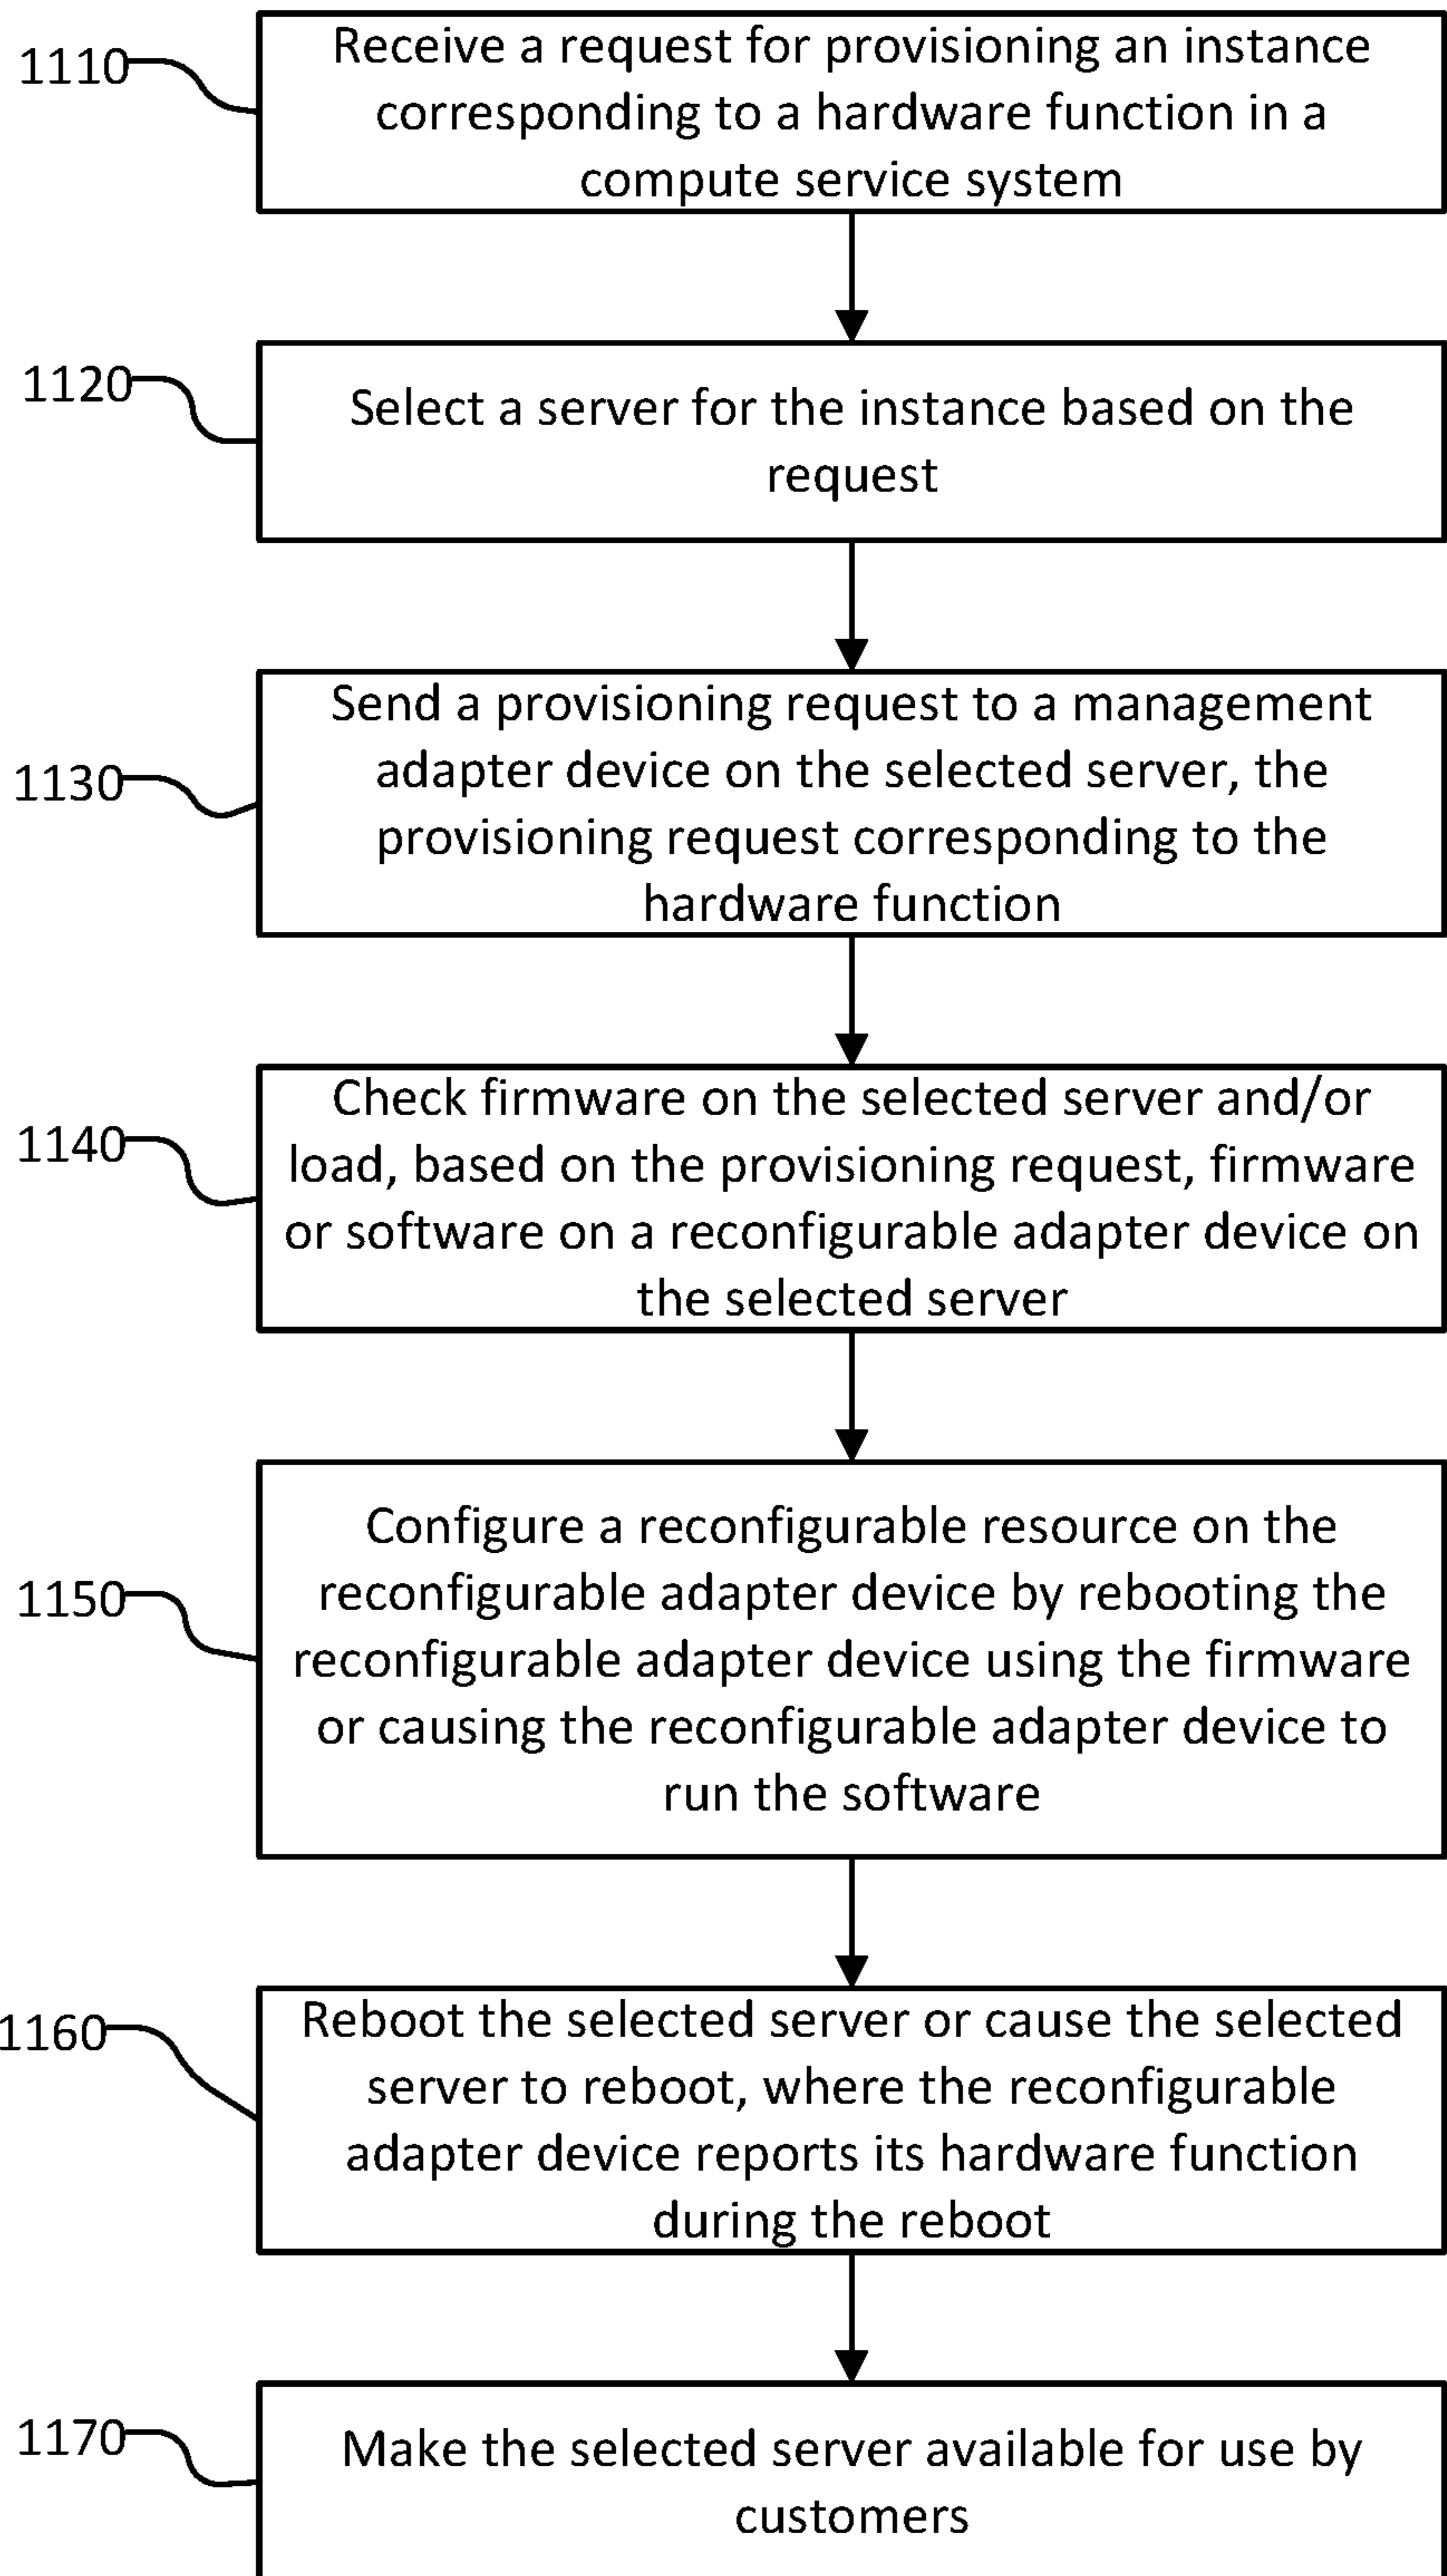 1110
Receive a request for provisioning an instance
corresponding to a hardware function in a
compute service system
1120
Select a server for the instance based on the
request
1130
Send a provisioning request to a management
adapter device on the selected server, the
provisioning request corresponding to the
hardware function
1140
Check firmware on the selected server and/or
load, based on the provisioning request, firmware
or software on a reconfigurable adapter device on
the selected server
1150
Configure a reconfigurable resource on the
reconfigurable adapter device by rebooting the
reconfigurable adapter device using the firmware
or causing the reconfigurable adapter device to
run the software
1160
Reboot the selected server or cause the selected
server to reboot, where the reconfigurable
adapter device reports its hardware function
during the reboot
1170
Make the selected server available for use by
customers